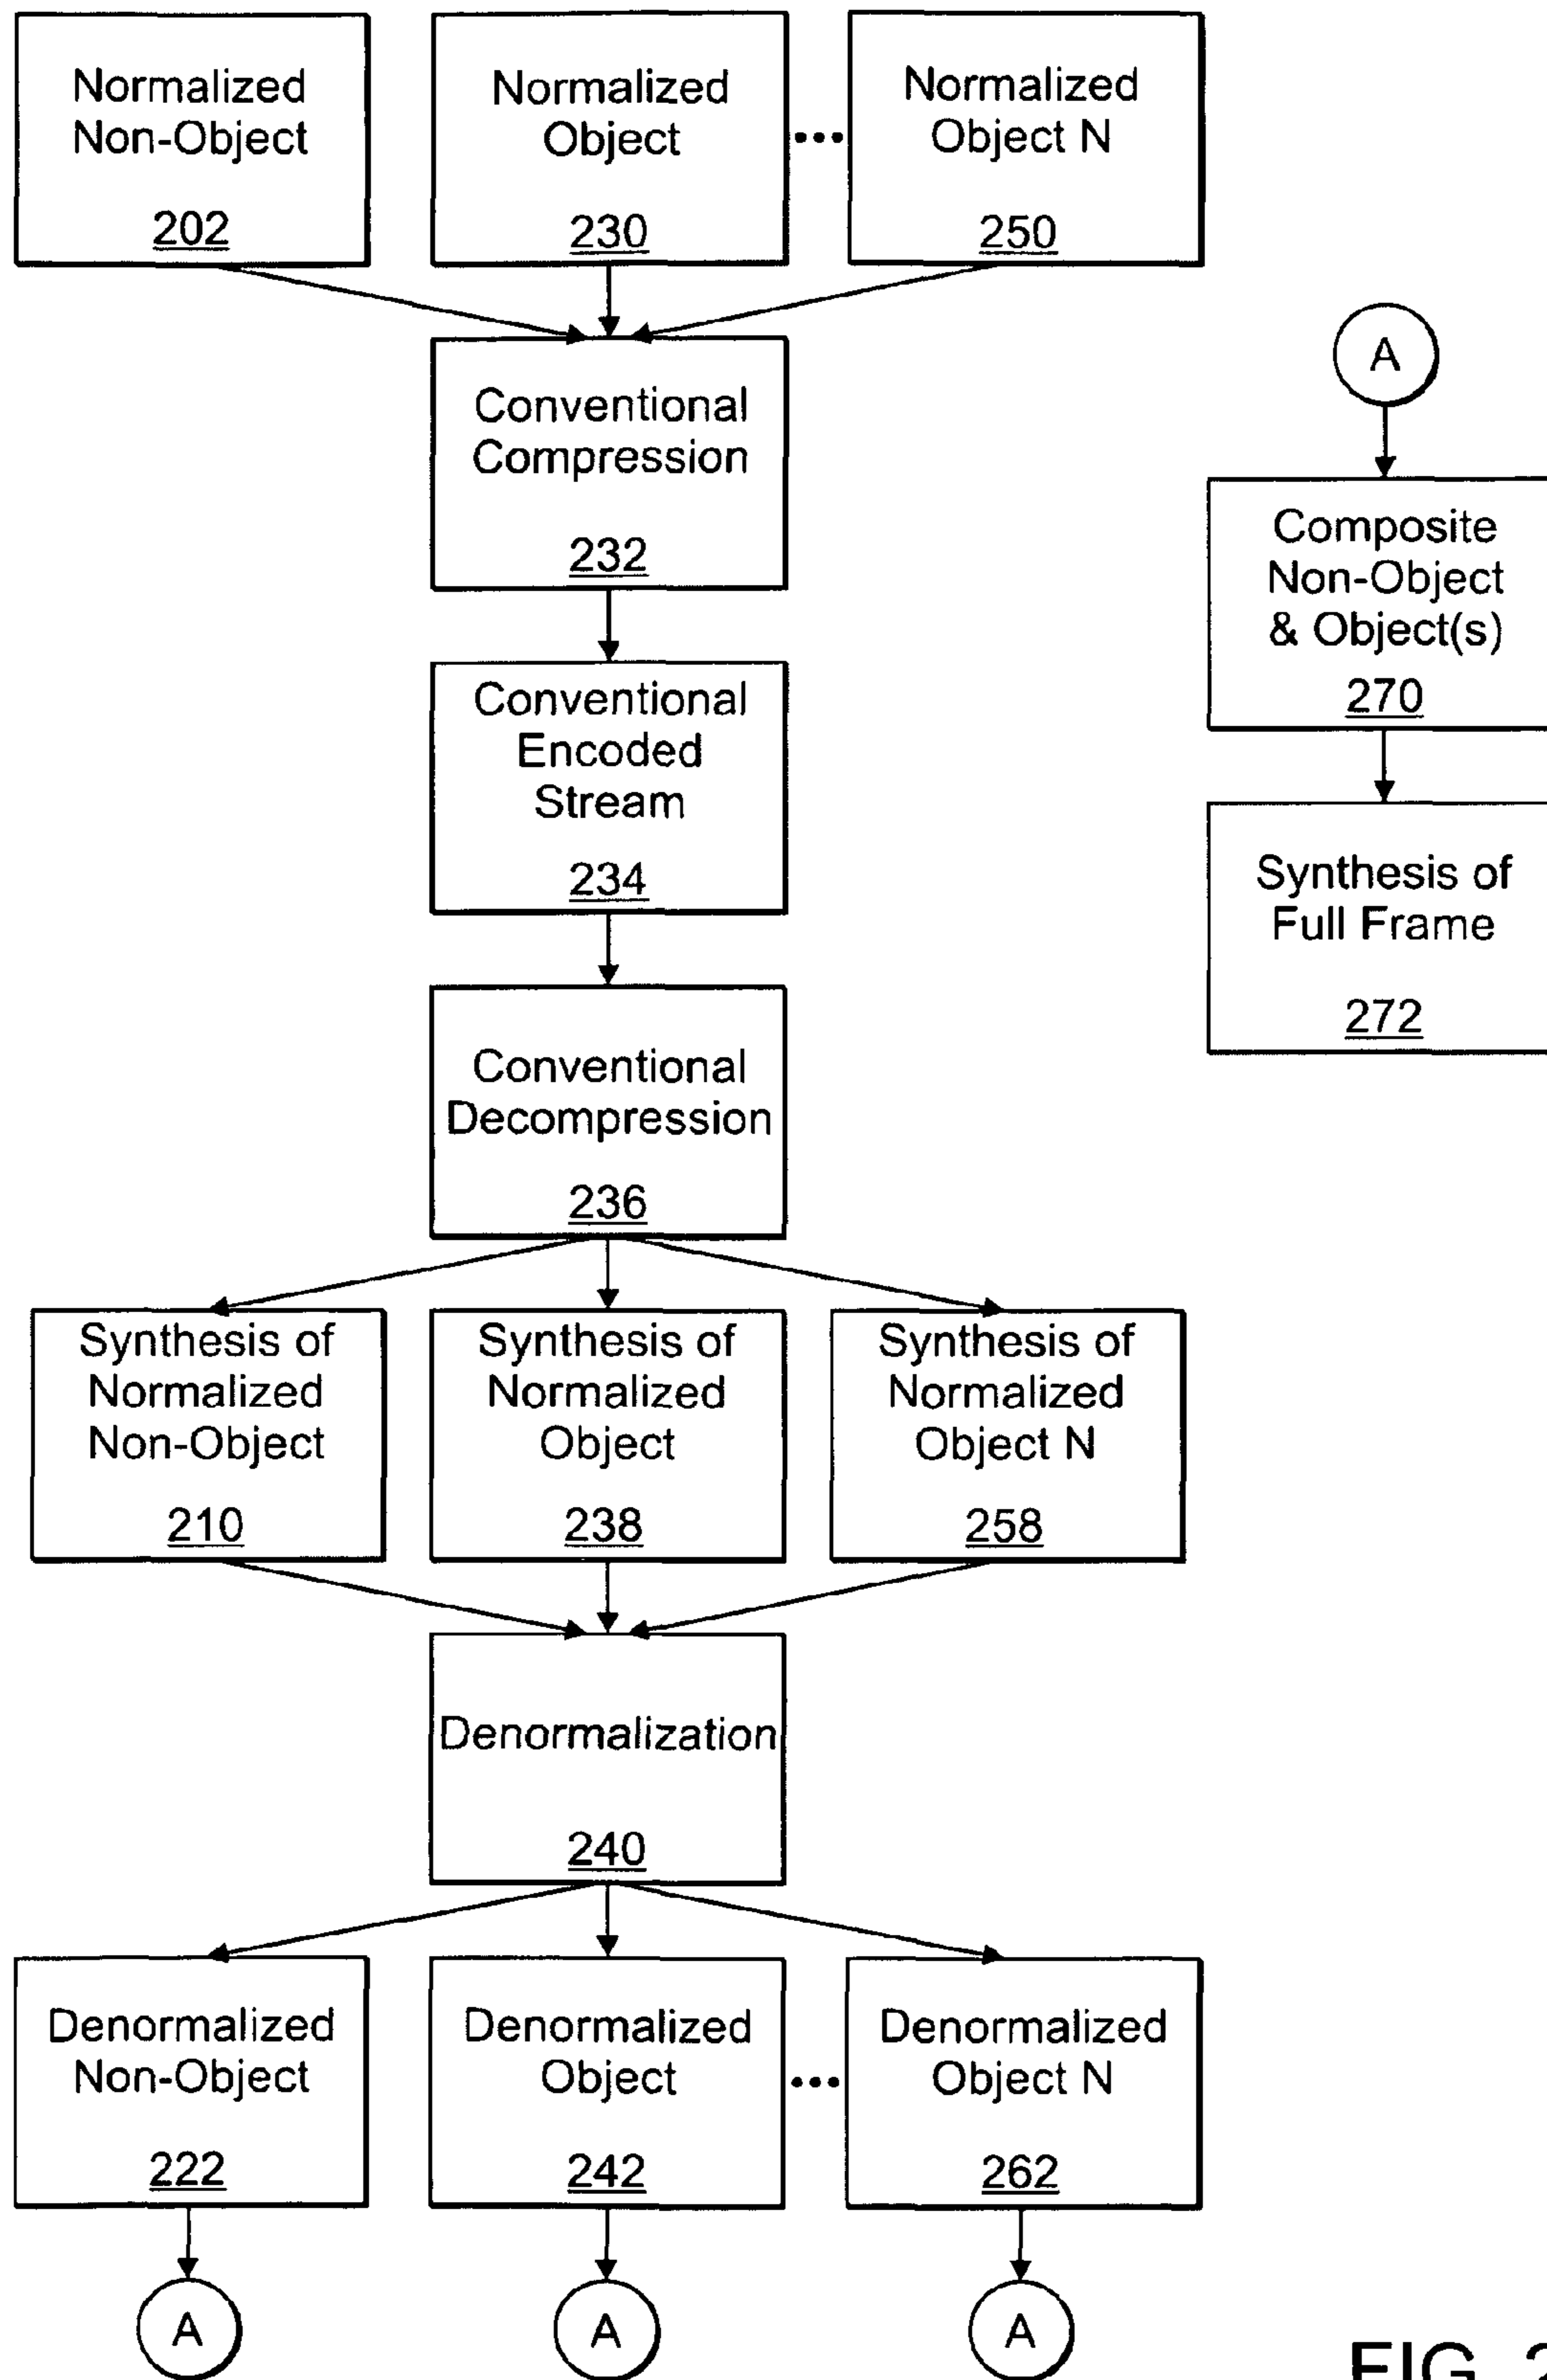 Normalized
Non-Object
202
Normalized
Object
230
...
Normalized
Object N
250
Conventional
Compression
232
Conventional
Encoded
Stream
234
Conventional
Decompression
236
Synthesis of
Normalized
Non-Object
210
Synthesis of
Normalized
Object
238
Synthesis of
Normalized
Object N
258
Denormalization
240
Denormalized
Non-Object
222
Denormalized
Object
242
...
Denormalized
Object N
262
A
A
A
A
Composite
Non-Object
& Object(s)
270
Synthesis of
Full Frame
272
FIG. 2